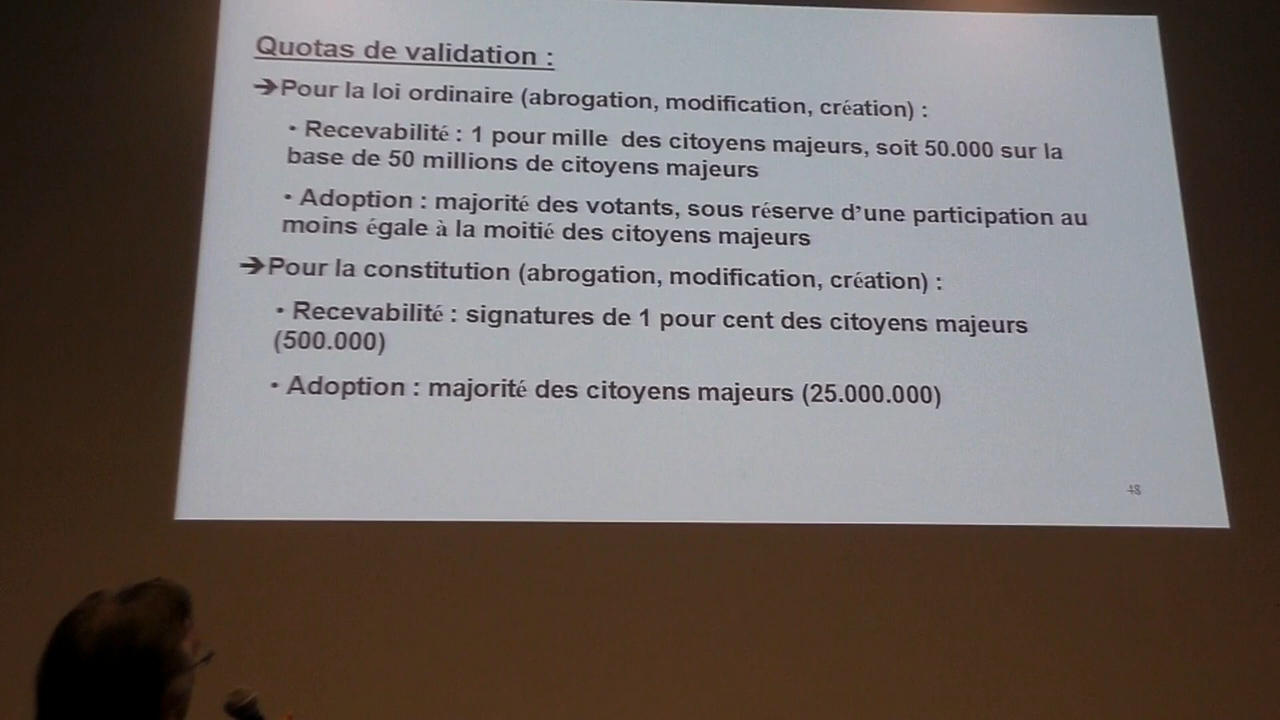 Quotas de validation :
➔Pour la loi ordinaire (abrogation, modification, création) :
• Recevabilité : 1 pour mille des citoyens majeurs, soit 50.000 sur la
base de 50 millions de citoyens majeurs
• Adoption : majorité des votants, sous réserve d’une participation au
moins égale à la moitié des citoyens majeurs
➔Pour la constitution (abrogation, modification, création) :
• Recevabilité : signatures de 1 pour cent des citoyens majeurs
(500.000)
• Adoption : majorité des citoyens majeurs (25.000.000)
48